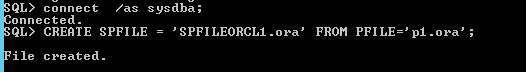 SQL> connect  /as sysdba;
Connected.
SQL> CREATE SPFILE = 'SPFILEORCL1.ora' FROM PFILE='p1.ora';
File created.